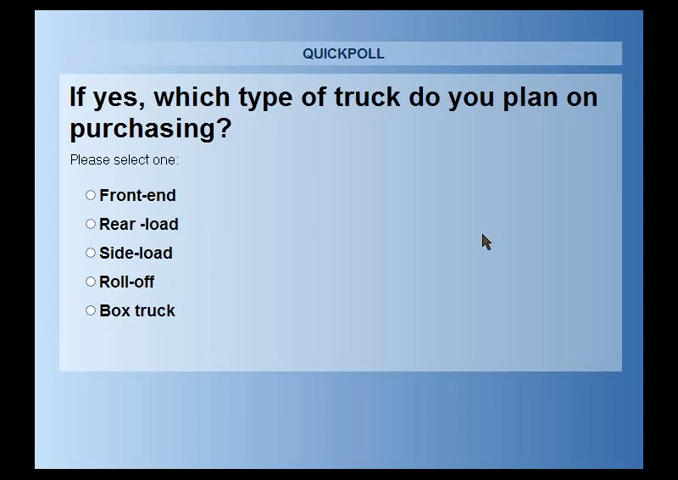 QUICKPOLL
If yes, which type of truck do you plan on
purchasing?
Please select one:
Front-end
Rear -load
Side-load
Roll-off
Box truck